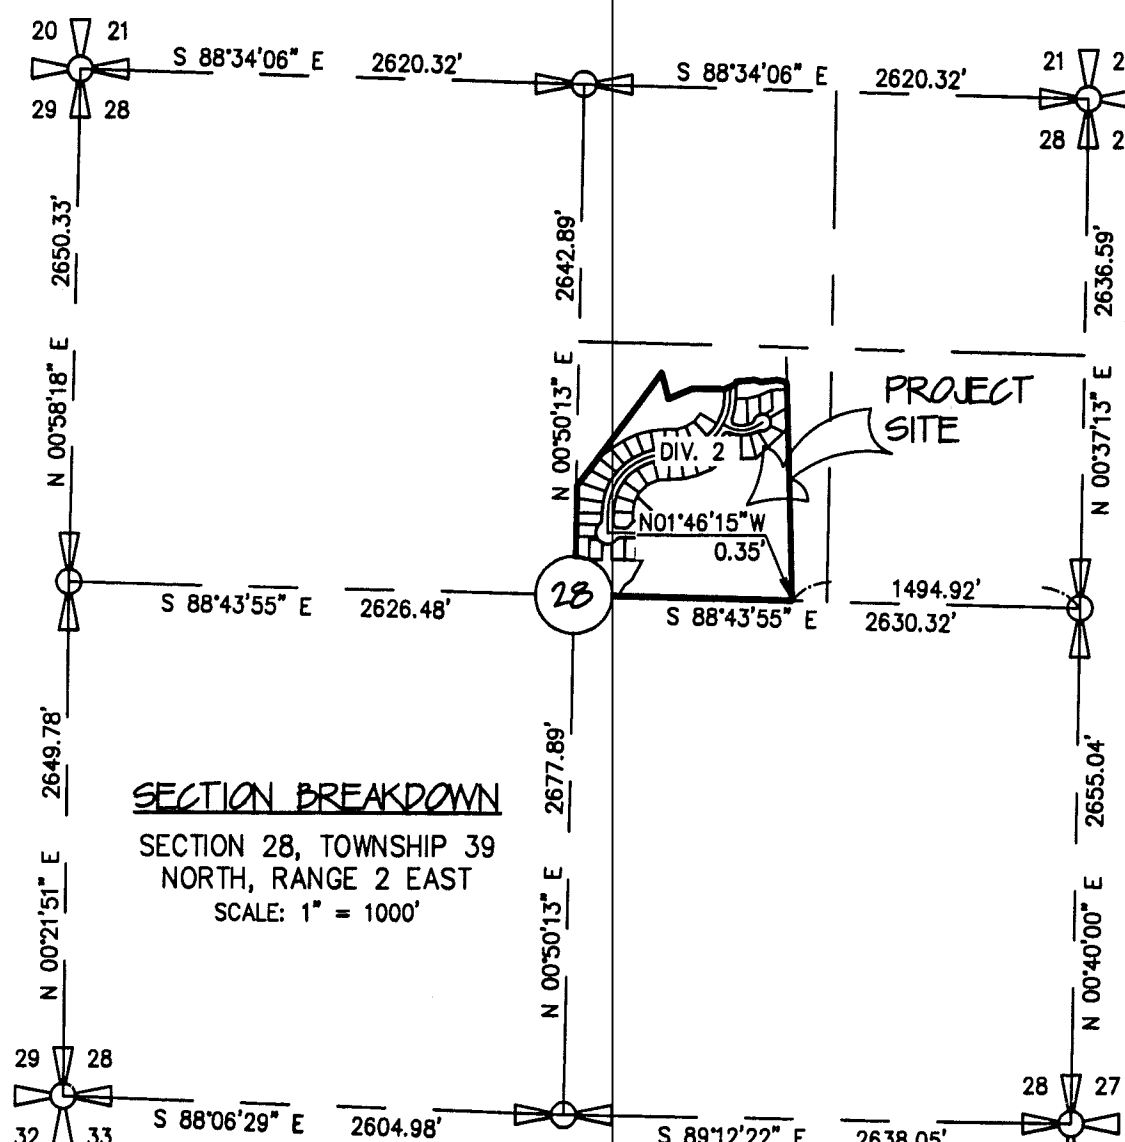 20 21
S 88°34'06" E 2620.32'
S 88°34'06" E 2620.32'
21 2
29 28
28 2
2650.33'
2642.89'
2636.59'
N 00°58'18" E
N 00°50'13" E
N 00°37'13" E
PROJECT
SITE
DIV. 2
N01°46'15"W
0.35'
28
1494.92'
S 88°43'55" E 2626.48'
S 88°43'55" E 2630.32'
2649.78'
2677.89'
2655.04'
SECTION BREAKDOWN
SECTION 28, TOWNSHIP 39
NORTH, RANGE 2 EAST
SCALE: 1" = 1000'
N 00°21'51" E
N 00°50'13" E
N 00°40'00" E
29 28
28 27
32 33
S 88°06'29" E 2604.98'
S 89°12'22" E 2638.05'